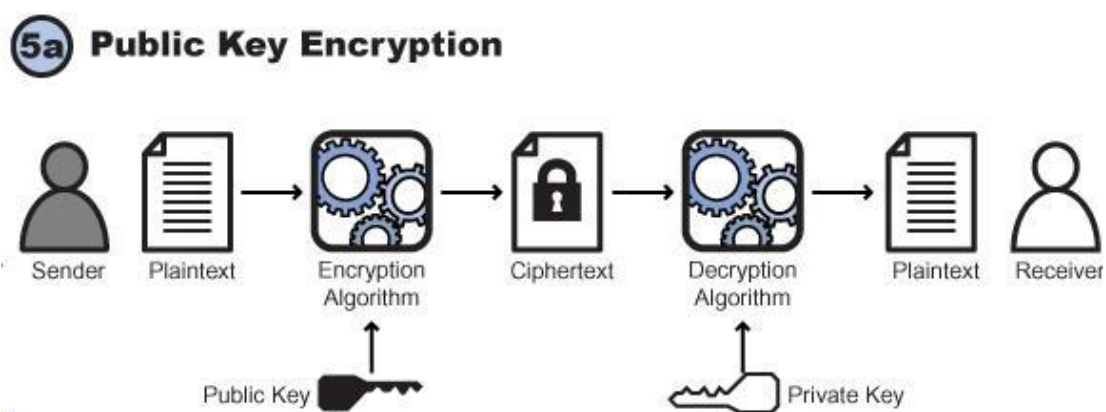 5a Public Key Encryption
Sender Plaintext Encryption Algorithm Ciphertext Decryption Algorithm Plaintext Receiver
Public Key Private Key